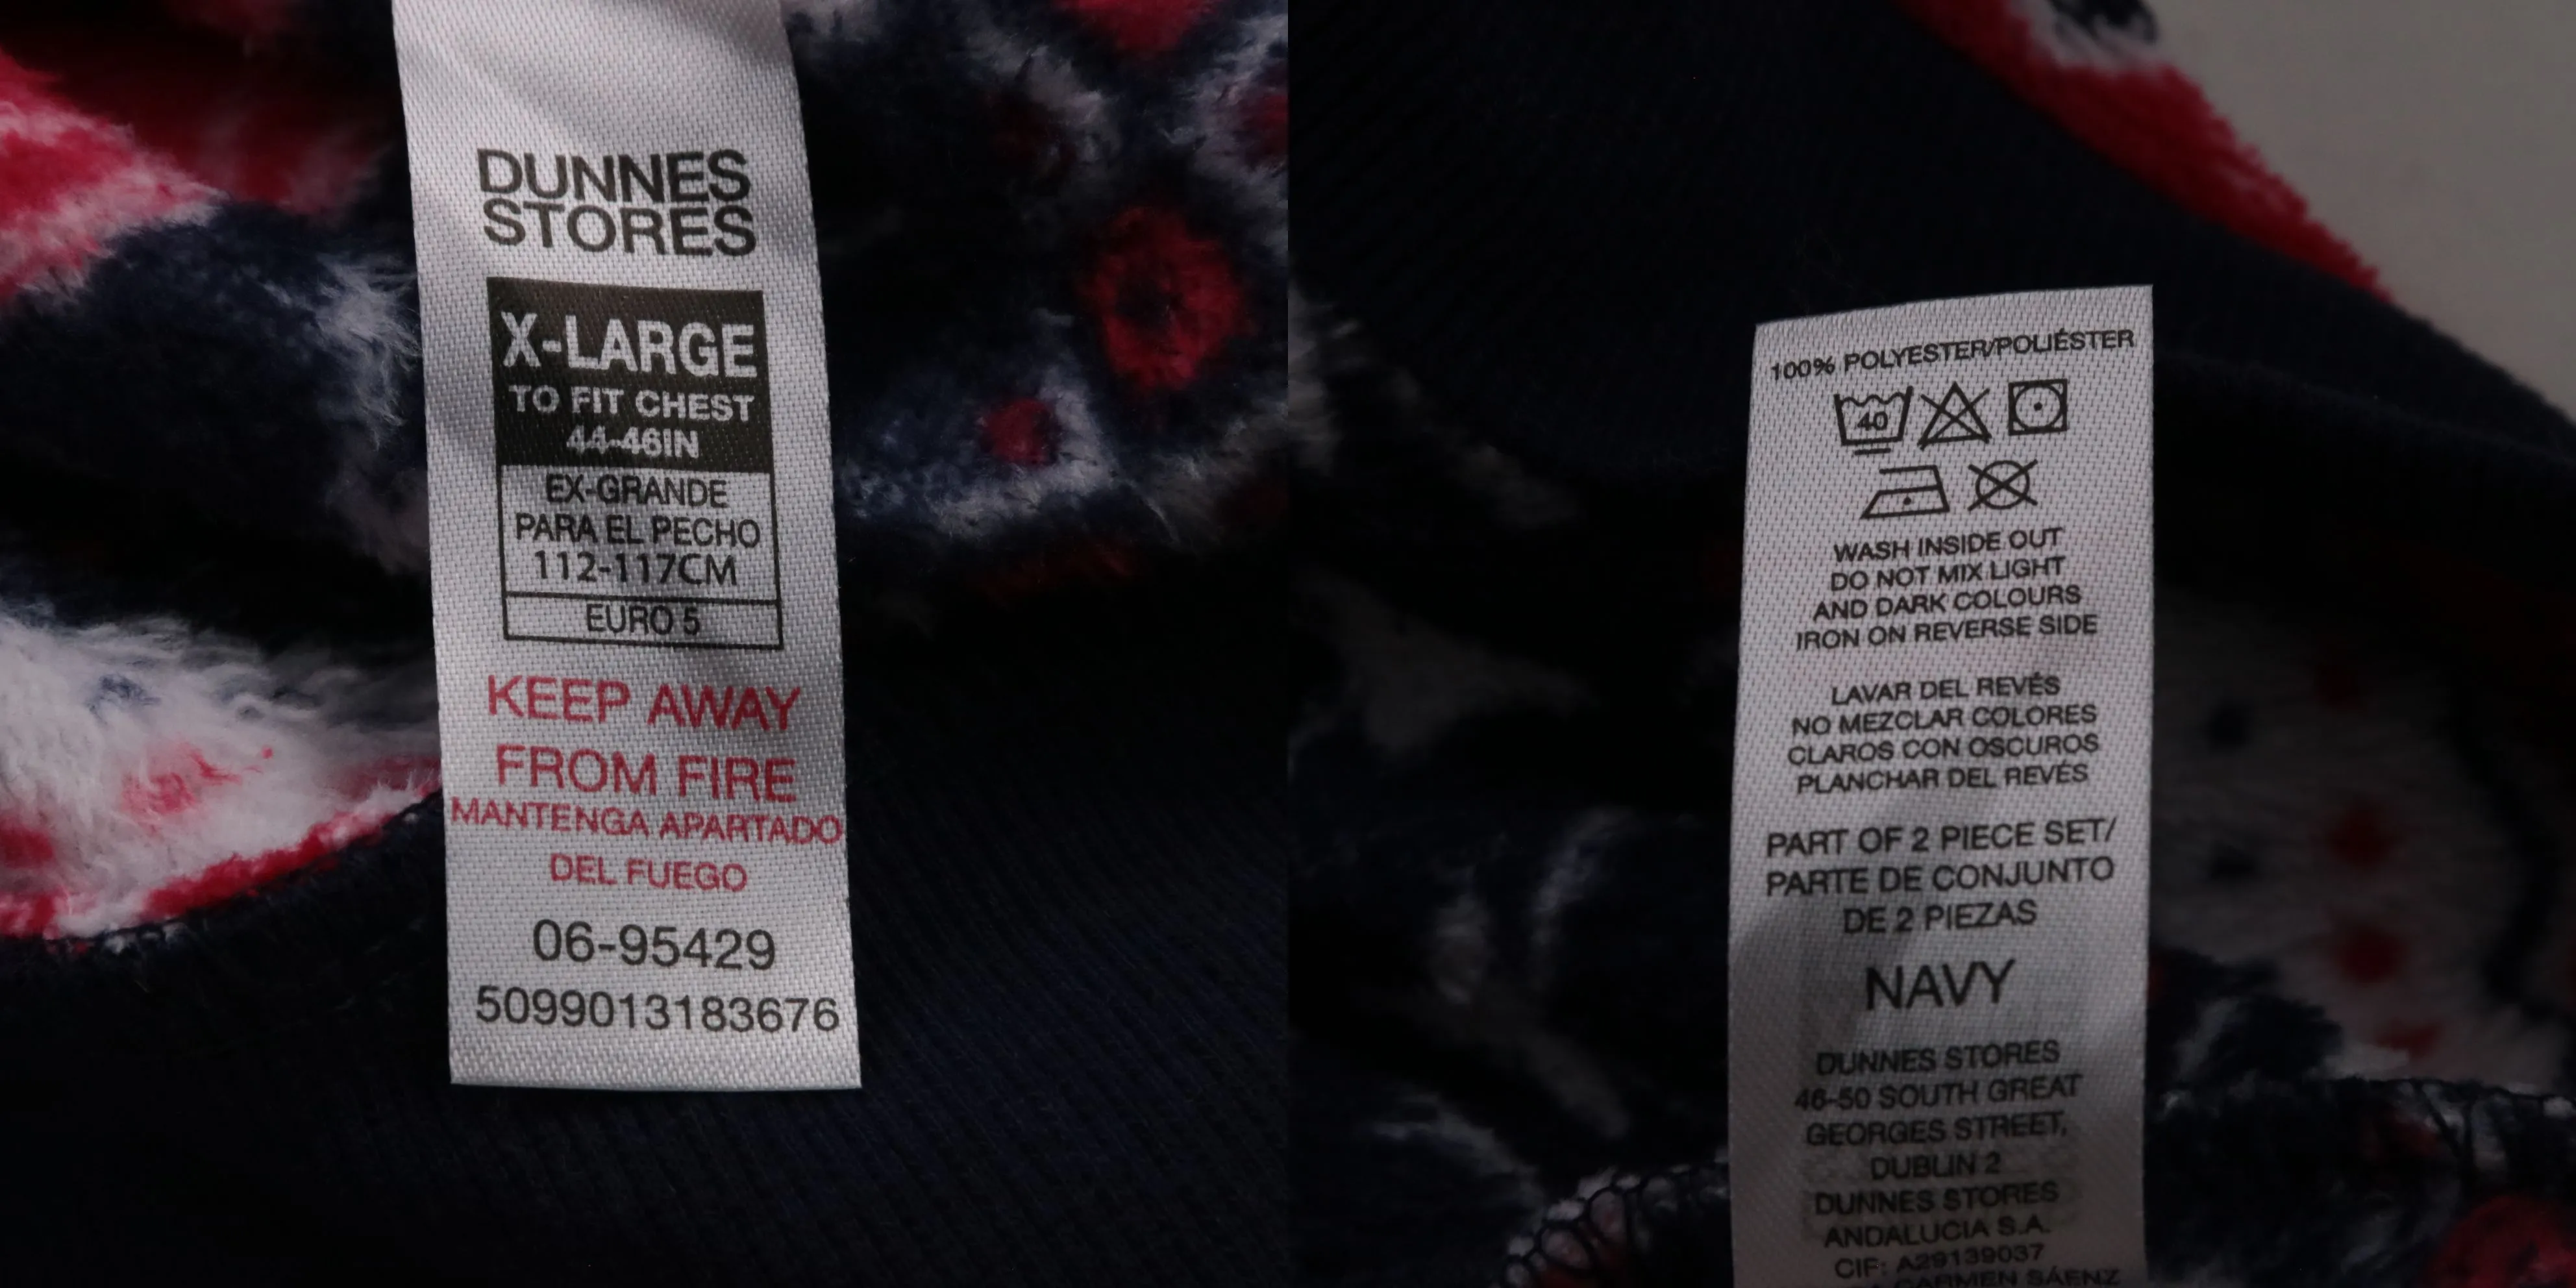 DUNNES
STORES
X-LARGE
TO FIT CHEST
44-46IN
EX-GRANDE
PARA EL PECHO
112-117CM
EURO 5
KEEP AWAY
FROM FIRE
MANTENGA APARTADO
DEL FUEGO
06-95429
5099013183676
100% POLYESTER/POLIÉSTER
40
WASH INSIDE OUT
DO NOT MIX LIGHT
AND DARK COLOURS
IRON ON REVERSE SIDE
LAVAR DEL REVÉS
NO MEZCLAR COLORES
CLAROS CON OSCUROS
PLANCHAR DEL REVÉS
PART OF 2 PIECE SET/
PARTE DE CONJUNTO
DE 2 PIEZAS
NAVY
DUNNES STORES
46-50 SOUTH GREAT
GEORGES STREET,
DUBLIN 2
DUNNES STORES
ANDALUCIA S.A.
CIF: A29139037
CARMEN SÁENZ